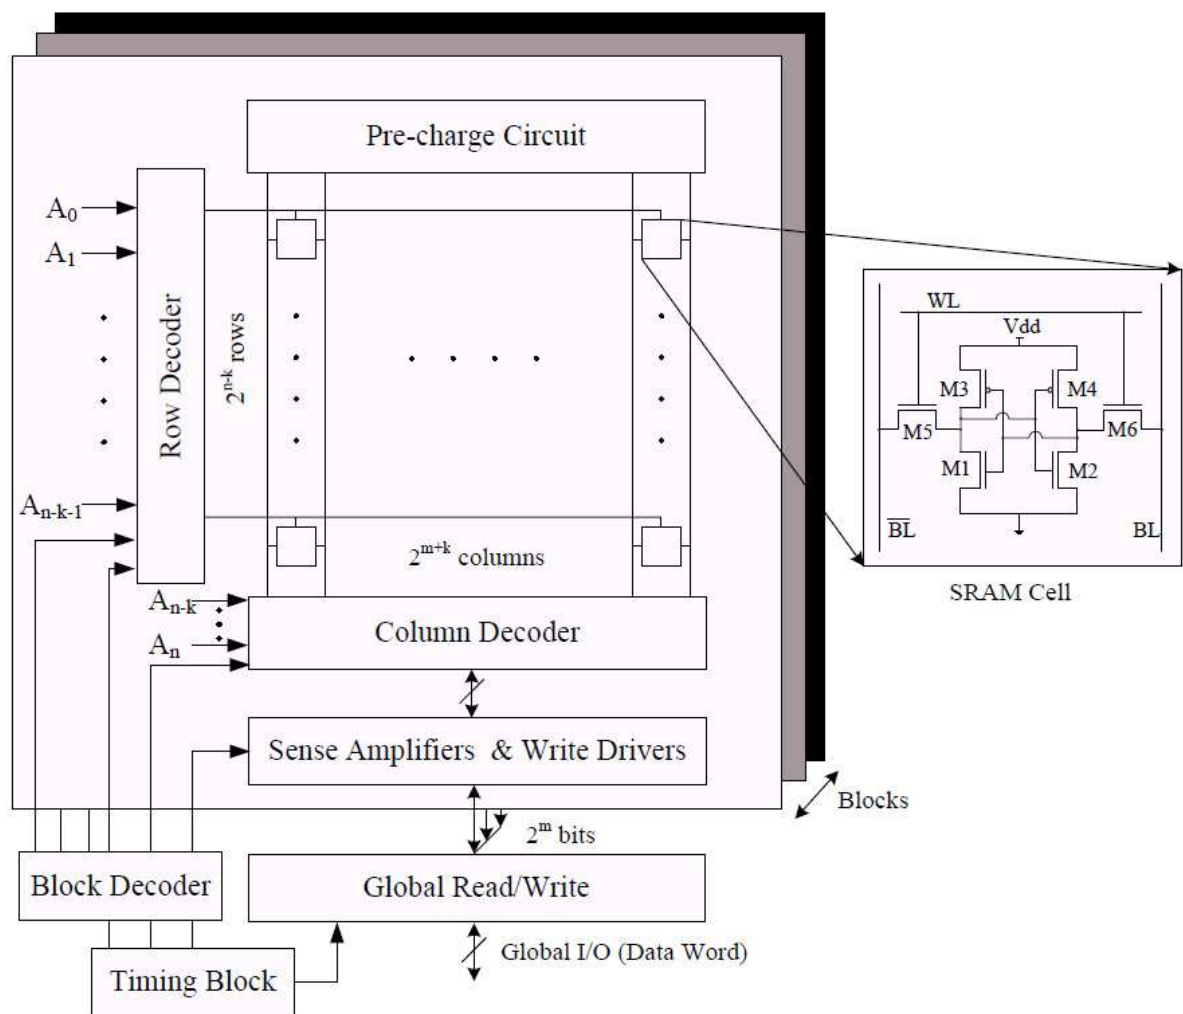 Pre-charge Circuit
A₀
A₁
Row Decoder
2ⁿ⁻ᵏ rows
Aₙ₋ₖ₋₁
2ᵐ⁺ᵏ columns
Aₙ₋ₖ
Aₙ
Column Decoder
Sense Amplifiers & Write Drivers
Blocks
2ᵐ bits
Block Decoder
Global Read/Write
Global I/O (Data Word)
Timing Block
WL
Vdd
M3
M4
M5
M6
M1
M2
B̅L̅
BL
SRAM Cell